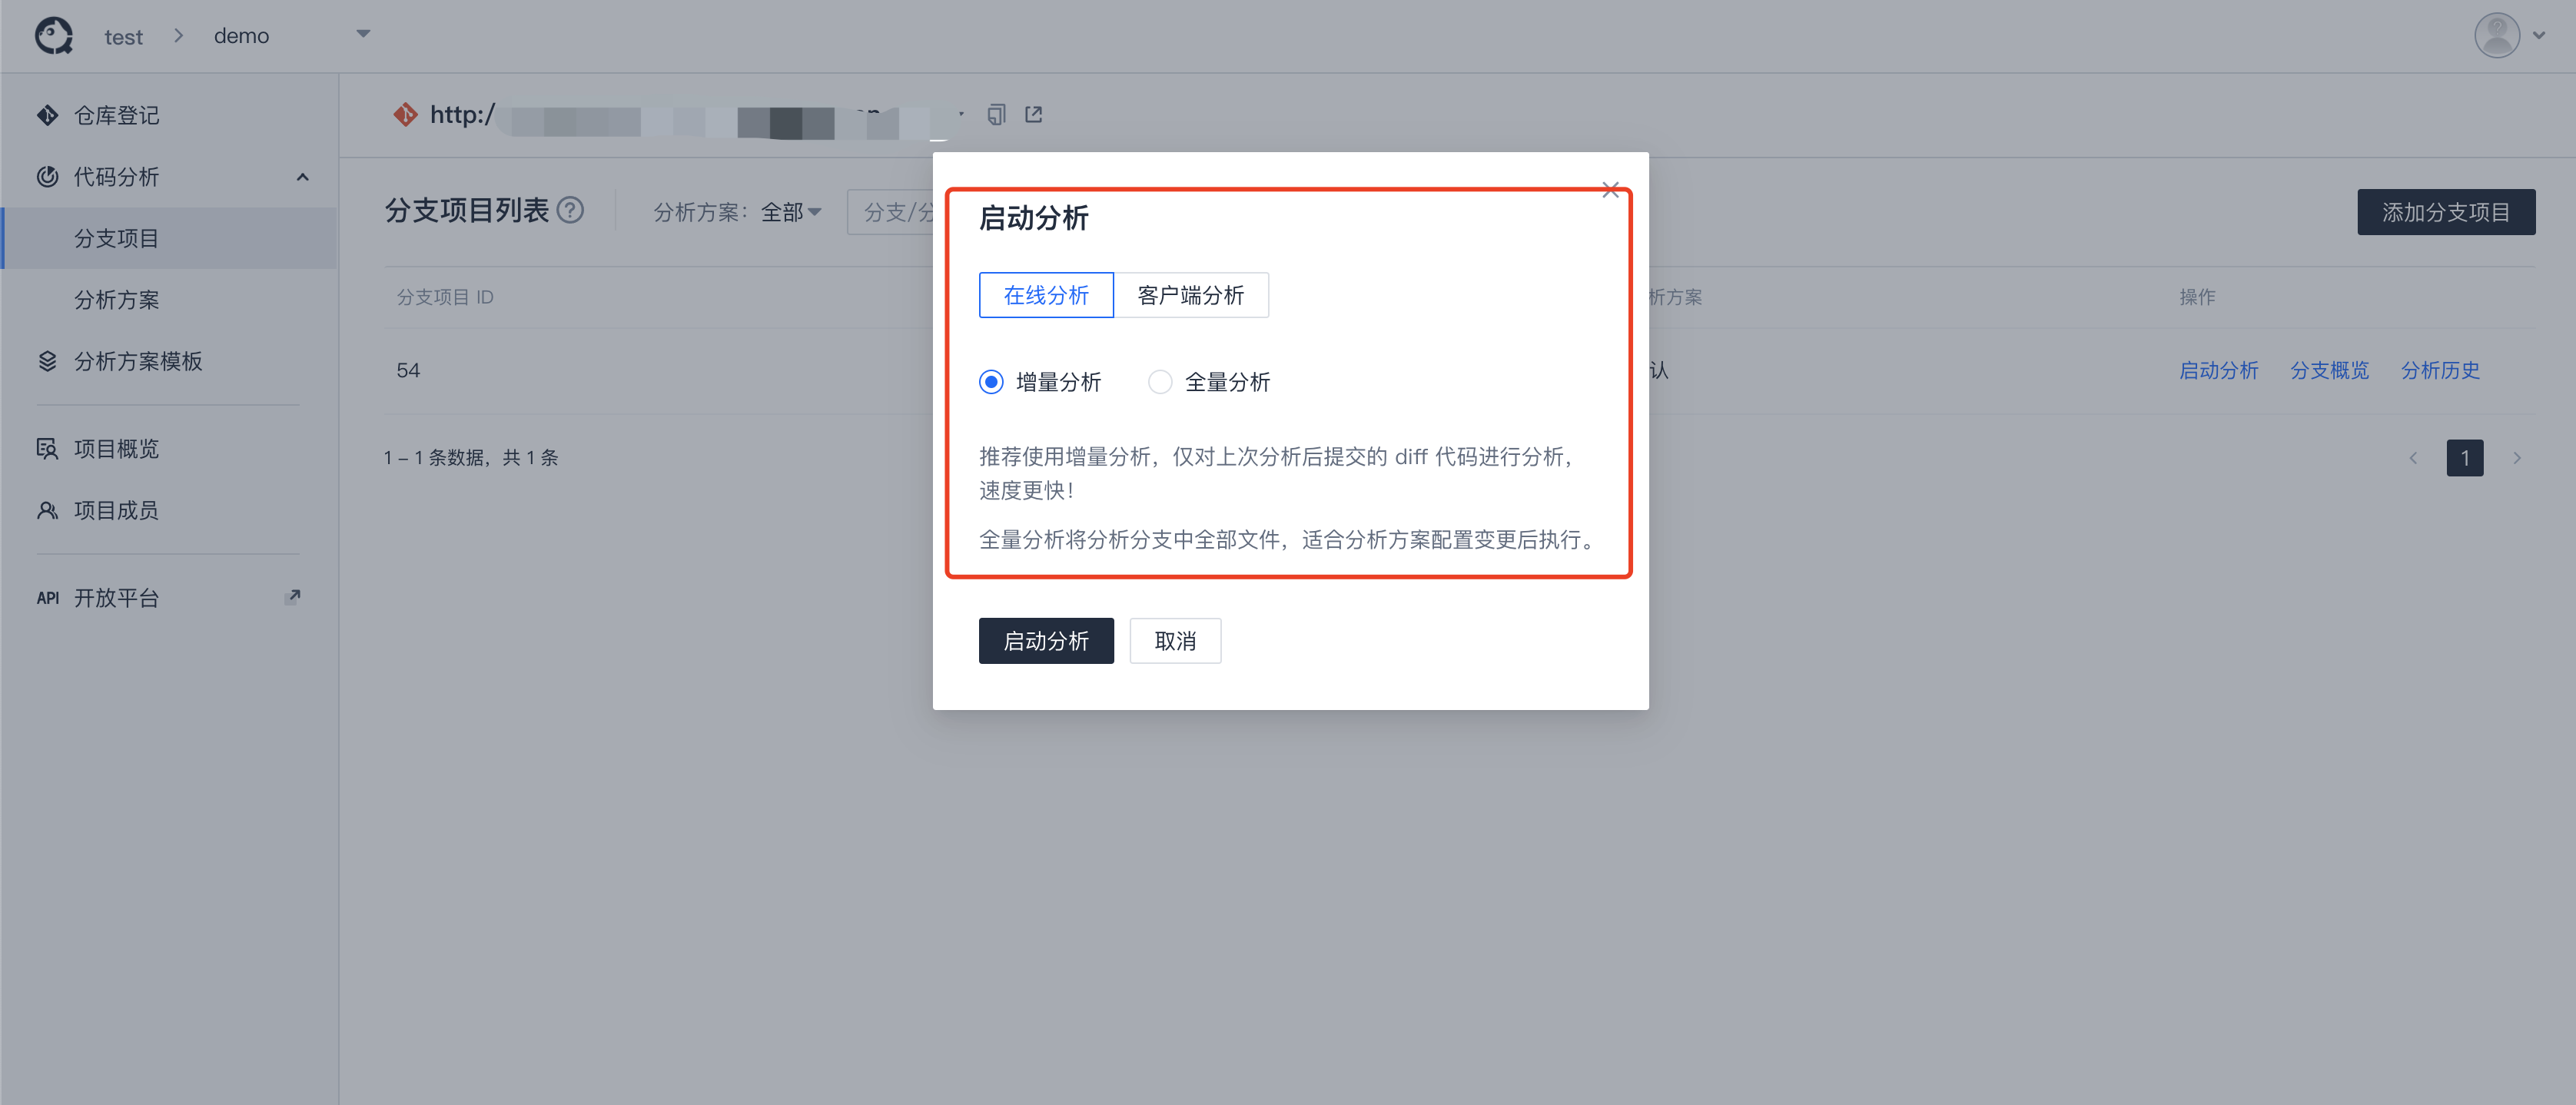 test > demo
仓库登记
代码分析
分支项目
分析方案
分析方案模板
项目概览
项目成员
API 开放平台
http:/
分支项目列表
分析方案： 全部
分支/分
添加分支项目
分支项目 ID
析方案
操作
54
认
启动分析 分支概览 分析历史
1 – 1 条数据，共 1 条
1
启动分析
在线分析 客户端分析
增量分析 全量分析
推荐使用增量分析，仅对上次分析后提交的 diff 代码进行分析，
速度更快！
全量分析将分析分支中全部文件，适合分析方案配置变更后执行。
启动分析 取消